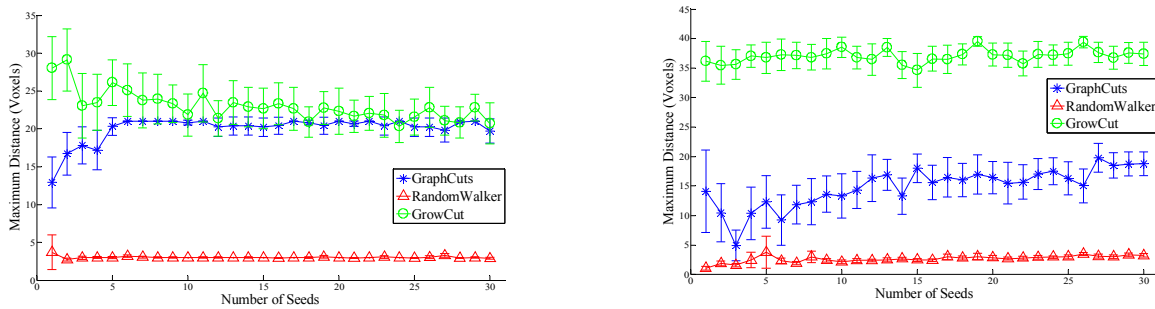 35
30
25
20
15
10
5
0
Maximum Distance (Voxels)
0 5 10 15 20 25 30
Number of Seeds
GraphCuts
RandomWalker
GrowCut
45
40
35
30
25
20
15
10
5
0
Maximum Distance (Voxels)
0 5 10 15 20 25 30
Number of Seeds
GraphCuts
RandomWalker
GrowCut